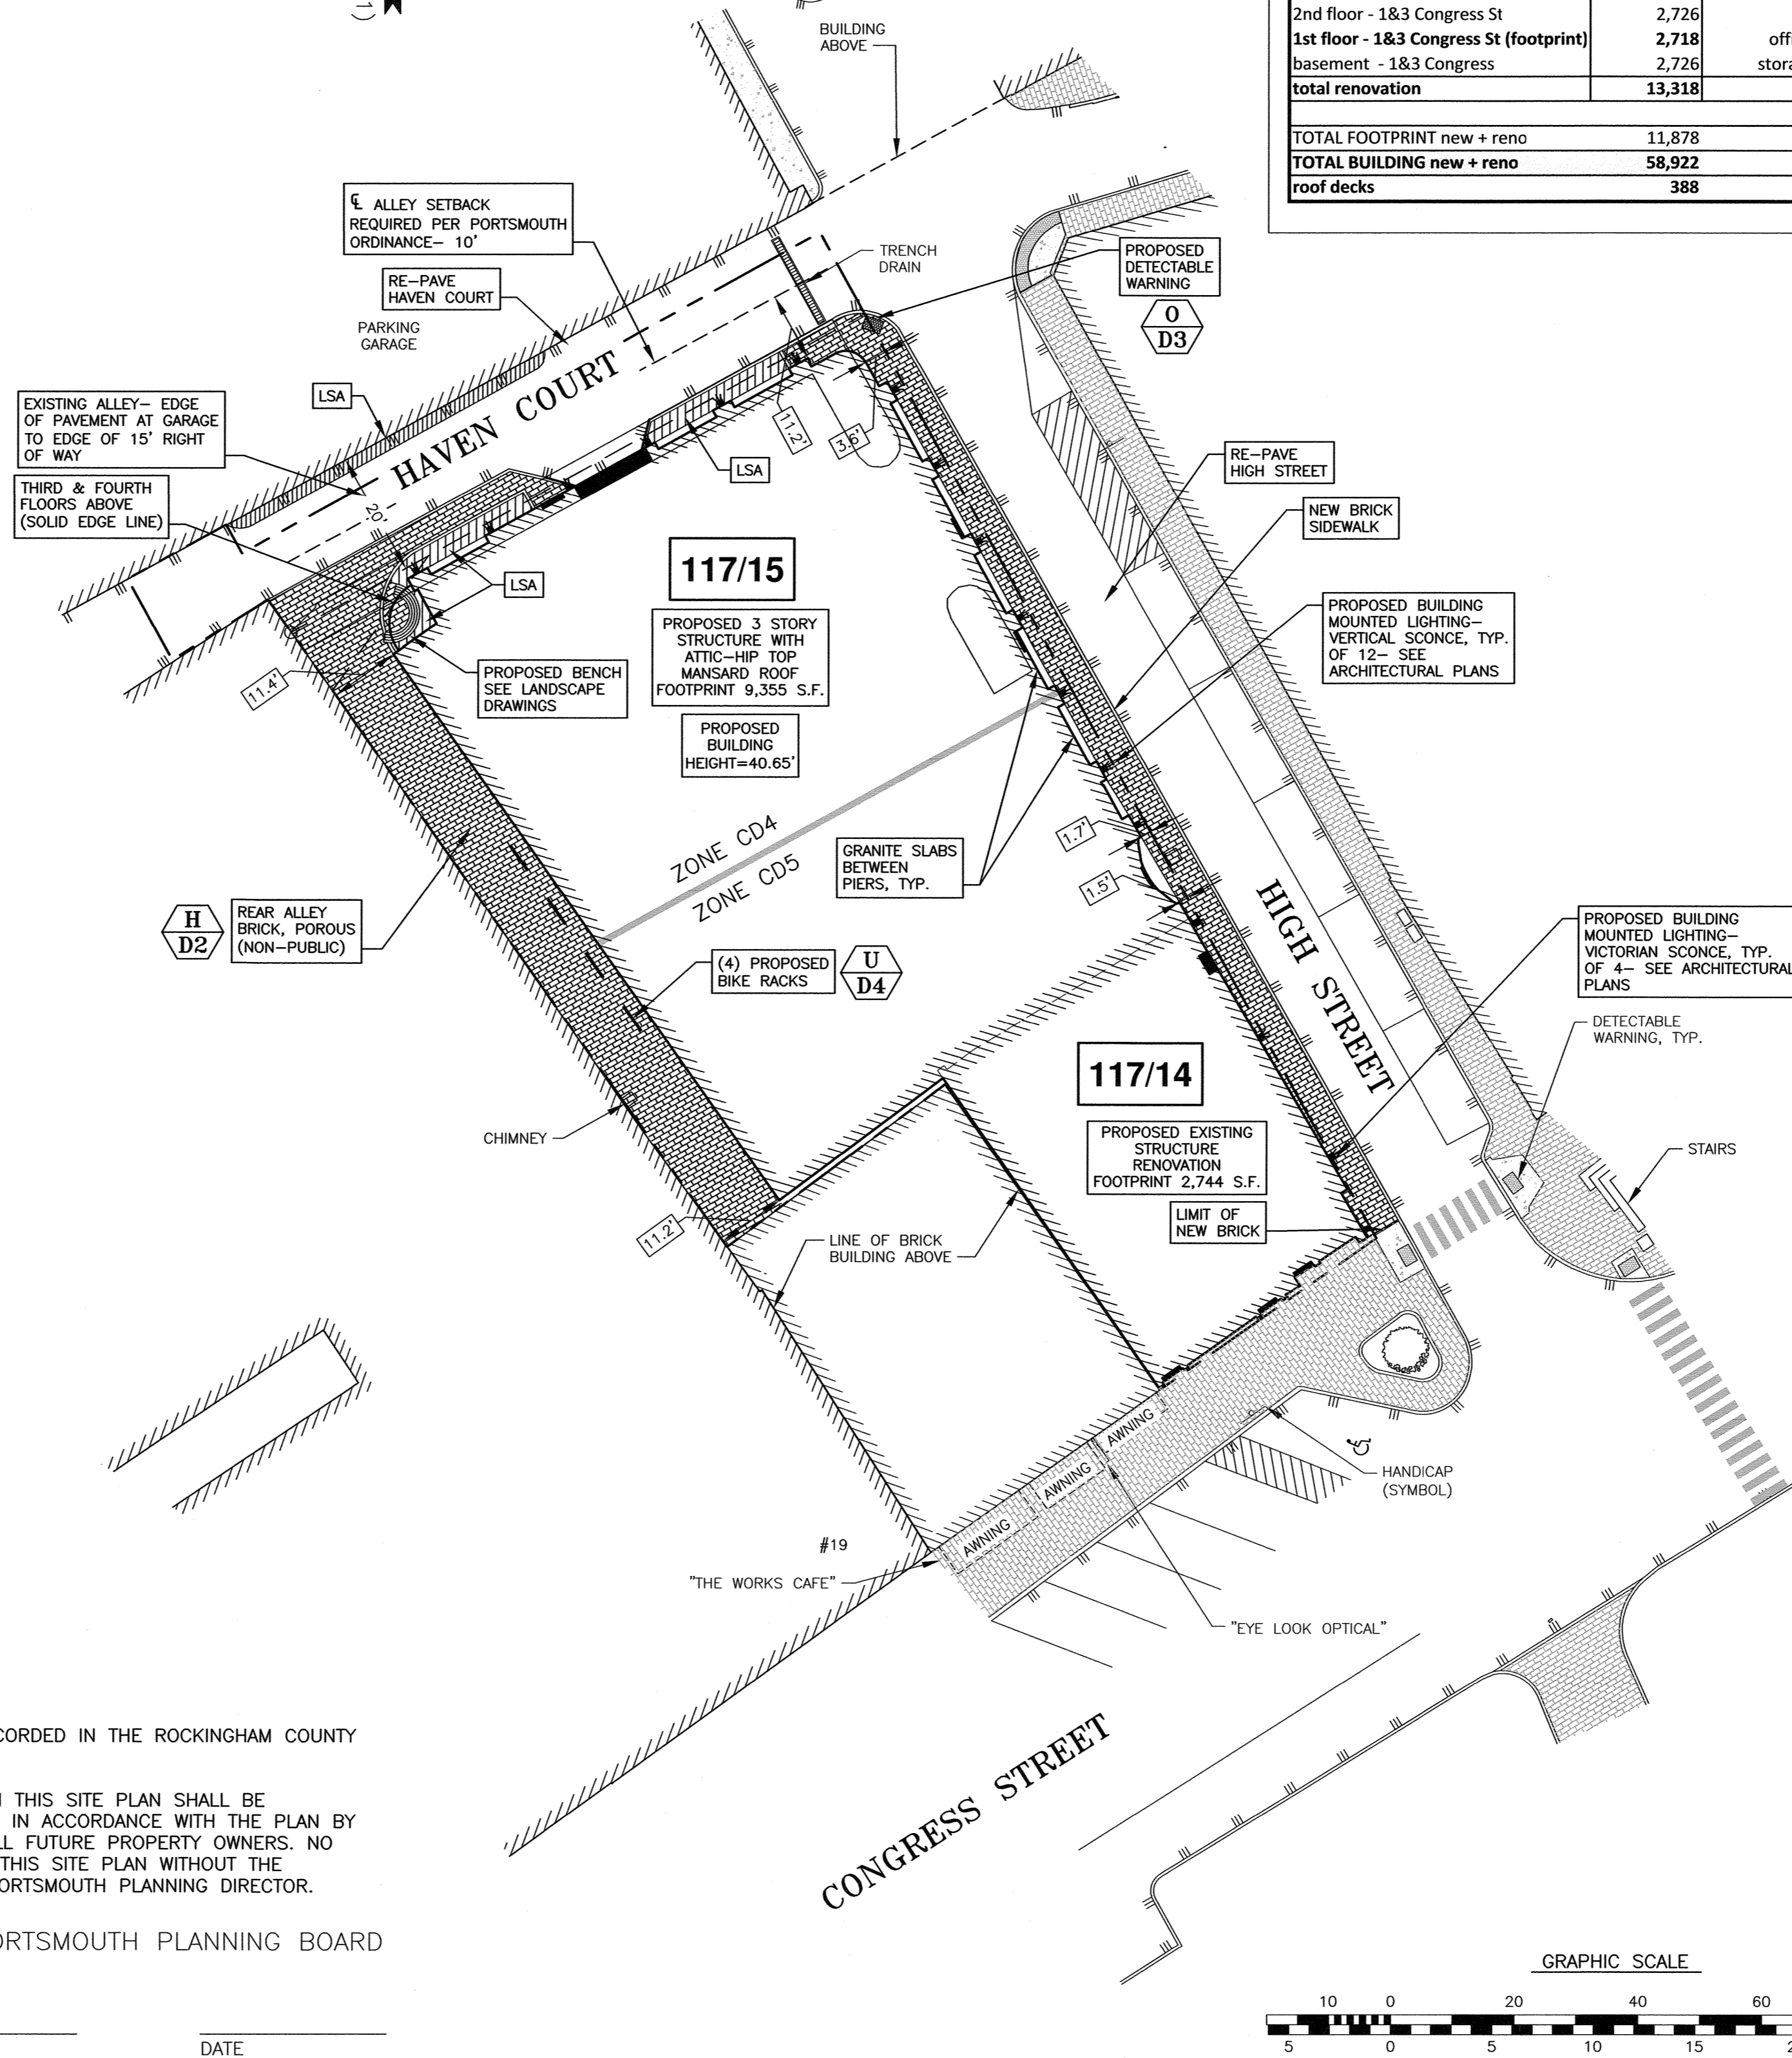 1)
BUILDING
ABOVE
2nd floor - 1&3 Congress St 2,726
1st floor - 1&3 Congress St (footprint) 2,718
basement - 1&3 Congress 2,726
total renovation 13,318
TOTAL FOOTPRINT new + reno 11,878
TOTAL BUILDING new + reno 58,922
roof decks 388
℄ ALLEY SETBACK
REQUIRED PER PORTSMOUTH
ORDINANCE– 10'
RE–PAVE
HAVEN COURT
PARKING
GARAGE
TRENCH
DRAIN
PROPOSED
DETECTABLE
WARNING
O
D3
LSA
EXISTING ALLEY– EDGE
OF PAVEMENT AT GARAGE
TO EDGE OF 15' RIGHT
OF WAY
THIRD & FOURTH
FLOORS ABOVE
(SOLID EDGE LINE)
HAVEN COURT
20'
11.2'
3.6'
LSA
LSA
RE–PAVE
HIGH STREET
NEW BRICK
SIDEWALK
117/15
PROPOSED 3 STORY
STRUCTURE WITH
ATTIC–HIP TOP
MANSARD ROOF
FOOTPRINT 9,355 S.F.
PROPOSED
BUILDING
HEIGHT=40.65'
PROPOSED BUILDING
MOUNTED LIGHTING–
VERTICAL SCONCE, TYP.
OF 12– SEE
ARCHITECTURAL PLANS
PROPOSED BENCH
SEE LANDSCAPE
DRAWINGS
11.4'
ZONE CD4
ZONE CD5
GRANITE SLABS
BETWEEN
PIERS, TYP.
1.7'
1.5'
HIGH STREET
H
D2
REAR ALLEY
BRICK, POROUS
(NON–PUBLIC)
(4) PROPOSED
BIKE RACKS
U
D4
PROPOSED BUILDING
MOUNTED LIGHTING–
VICTORIAN SCONCE, TYP.
OF 4– SEE ARCHITECTURAL
PLANS
DETECTABLE
WARNING, TYP.
117/14
PROPOSED EXISTING
STRUCTURE
RENOVATION
FOOTPRINT 2,744 S.F.
CHIMNEY
STAIRS
LIMIT OF
NEW BRICK
11.2'
LINE OF BRICK
BUILDING ABOVE
AWNING
AWNING
AWNING
HANDICAP
(SYMBOL)
#19
"THE WORKS CAFE"
"EYE LOOK OPTICAL"
CONGRESS STREET
CORDED IN THE ROCKINGHAM COUNTY
THIS SITE PLAN SHALL BE
IN ACCORDANCE WITH THE PLAN BY
LL FUTURE PROPERTY OWNERS. NO
THIS SITE PLAN WITHOUT THE
ORTSMOUTH PLANNING DIRECTOR.
ORTSMOUTH PLANNING BOARD
DATE
GRAPHIC SCALE
10 0 20 40 60
5 0 5 10 15